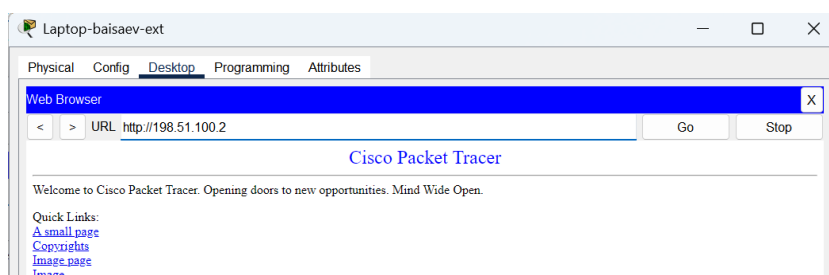 Laptop-baisaev-ext
Physical Config Desktop Programming Attributes
Web Browser X
< > URL http://198.51.100.2 Go Stop
Cisco Packet Tracer
Welcome to Cisco Packet Tracer. Opening doors to new opportunities. Mind Wide Open.
Quick Links:
A small page
Copyrights
Image page
Image